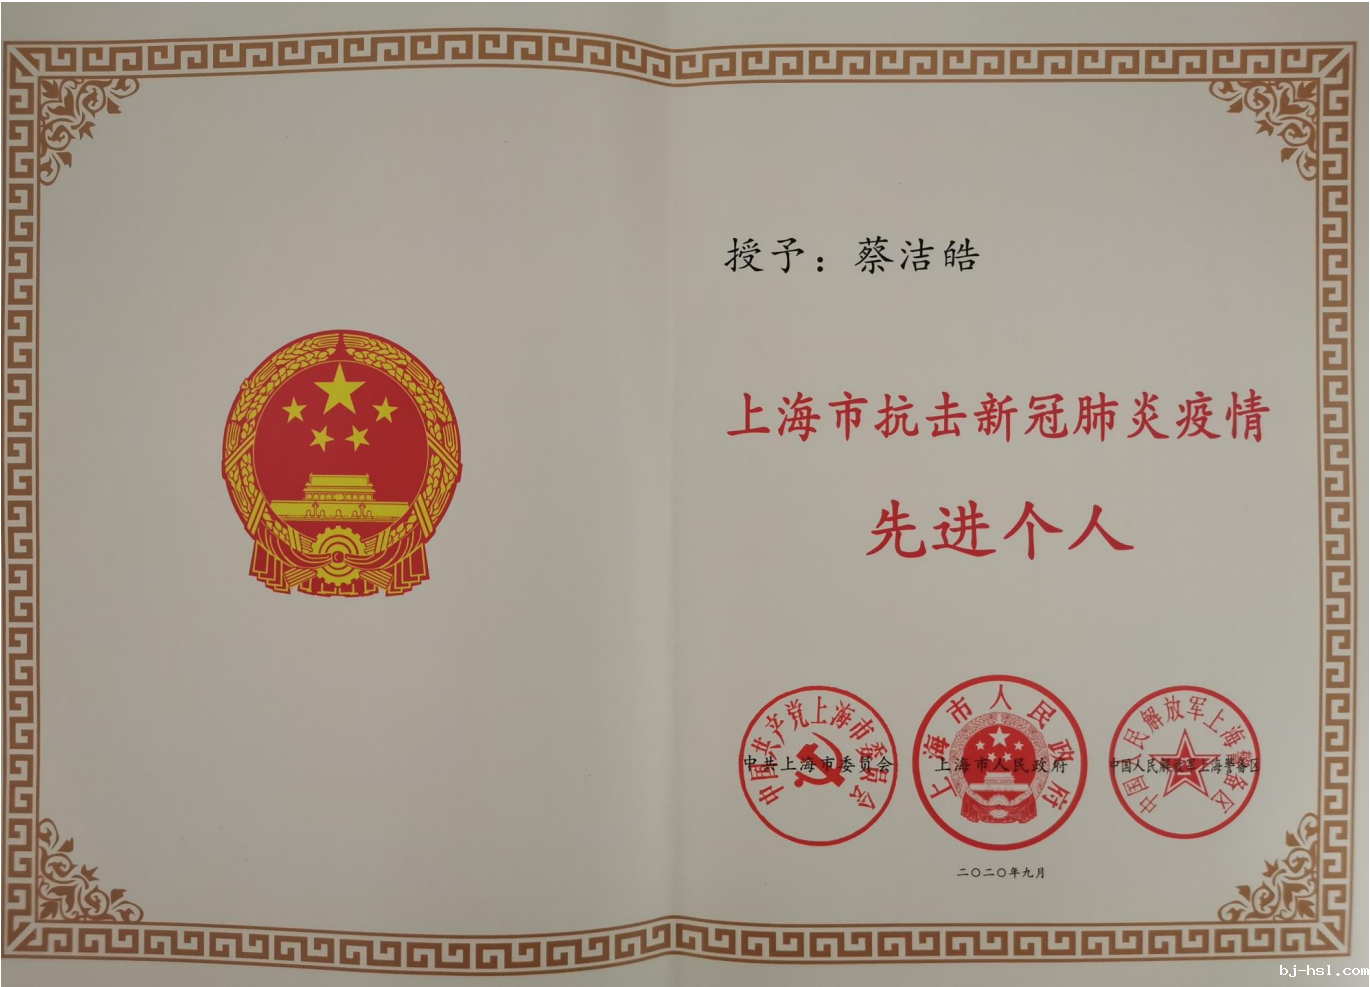 授予：蔡洁皓
上海市抗击新冠肺炎疫情
先进个人
中国共产党上海市委员会
中共上海市委员会
上海市人民政府
上海市人民政府
中国人民解放军上海警备区
中国人民解放军上海警备区
二〇二〇年九月
bj-hsl.com